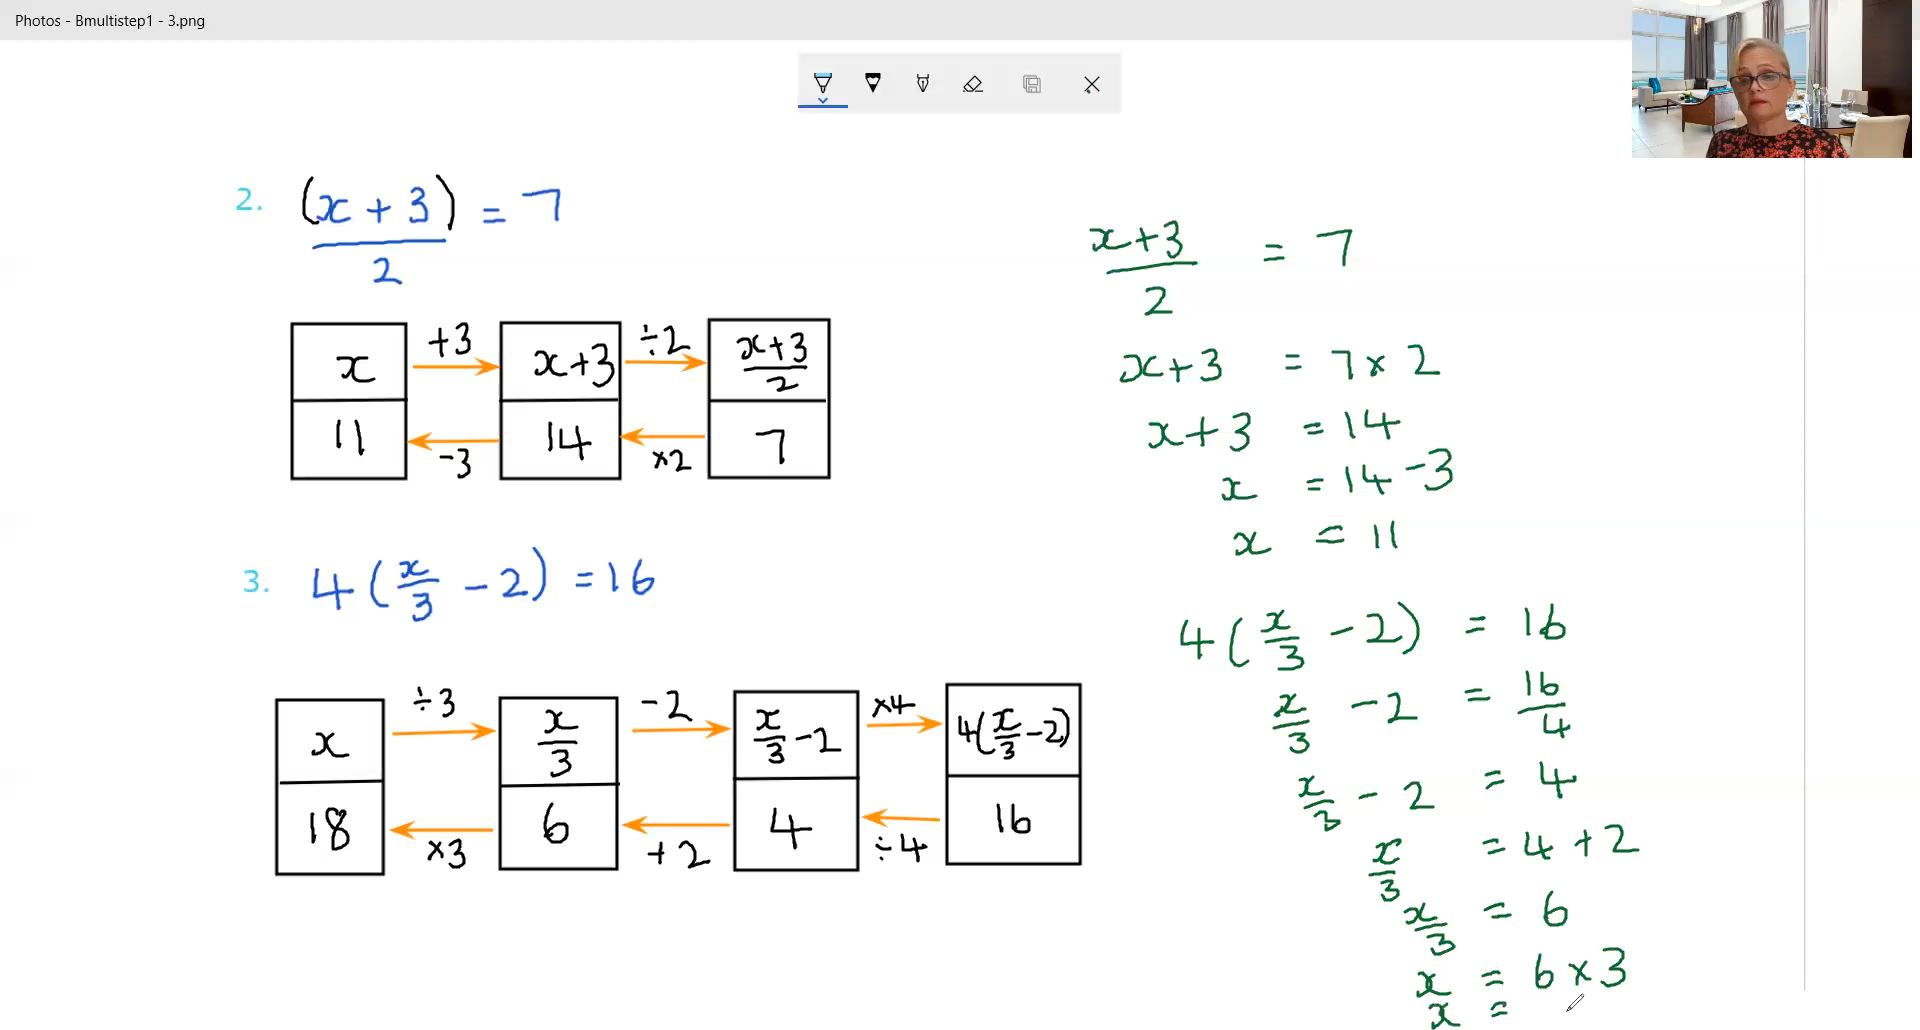 Photos - Bmultistep1 - 3.png
2. (x + 3) = 7
2
+3 ÷2
x x+3 x+3
2
11 14 7
-3 ×2
3. 4(x/3 - 2) = 16
÷3 -2 ×4
x x/3 x/3 -2 4(x/3 -2)
18 6 4 16
×3 +2 ÷4
x+3 = 7
2
x+3 = 7 × 2
x+3 = 14
x = 14 -3
x = 11
4(x/3 - 2) = 16
x/3 - 2 = 16/4
x/3 - 2 = 4
x/3 = 4 + 2
x/3 = 6
x = 6 × 3
x =